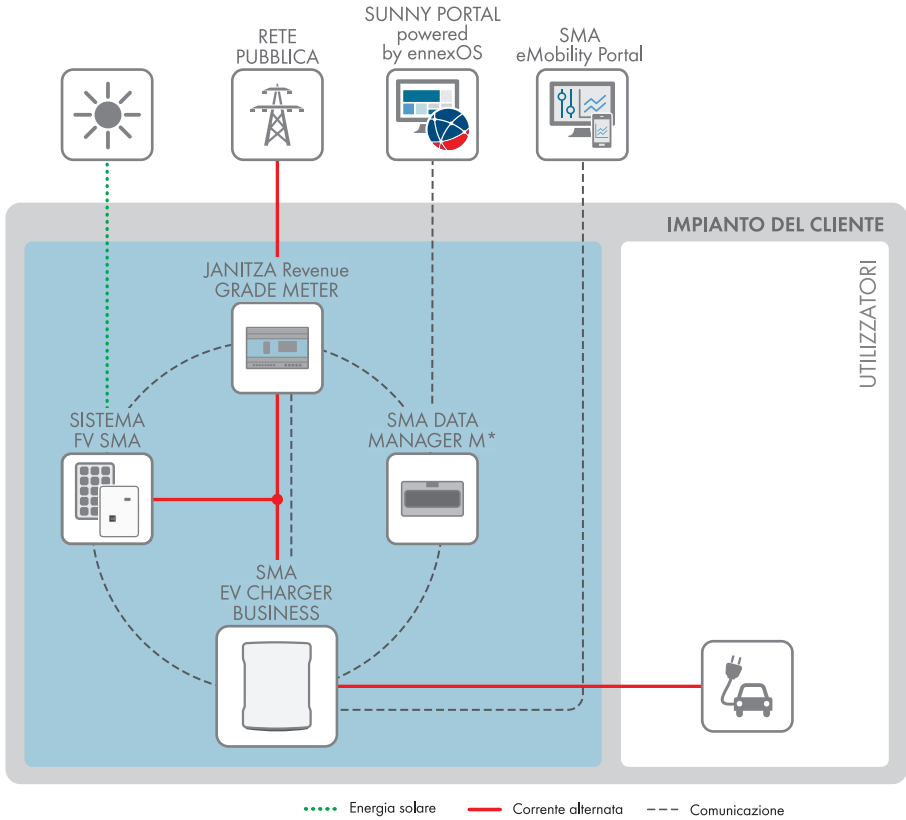 RETE
PUBBLICA
SUNNY PORTAL
powered
by ennexOS
SMA
eMobility Portal
IMPIANTO DEL CLIENTE
UTILIZZATORI
JANITZA Revenue
GRADE METER
SISTEMA
FV SMA
SMA DATA
MANAGER M*
SMA
EV CHARGER
BUSINESS
Energia solare
Corrente alternata
Comunicazione